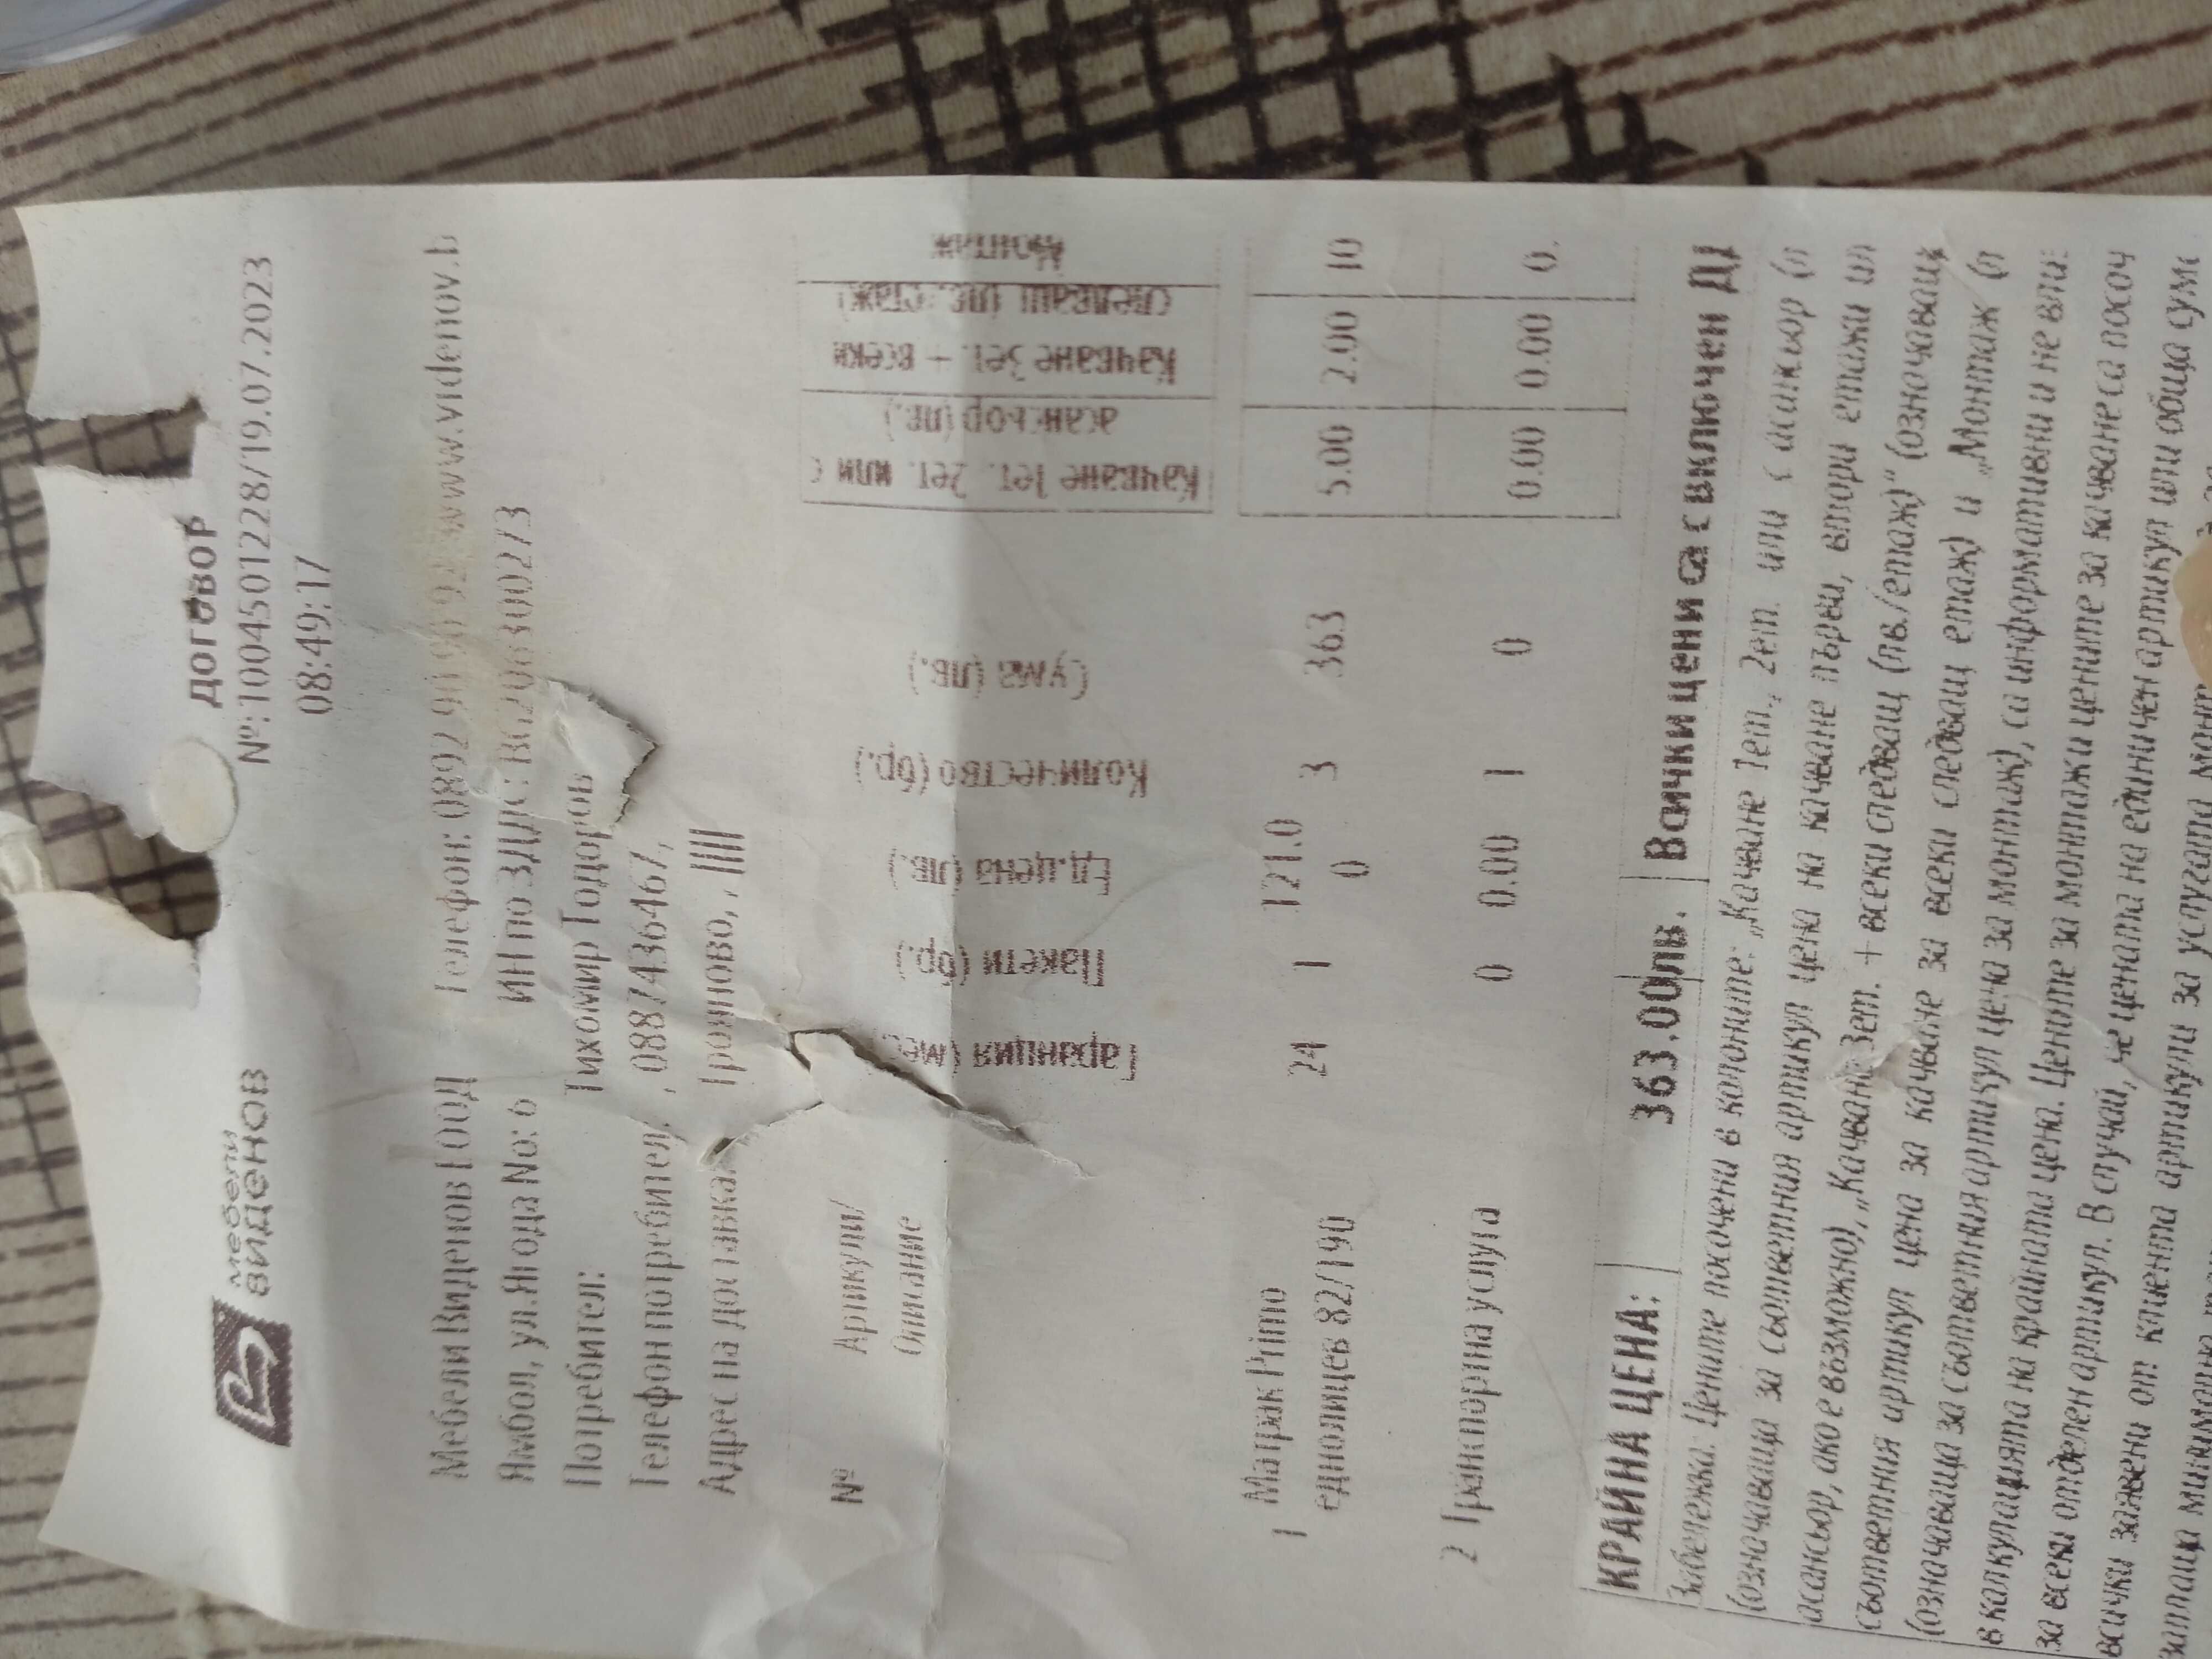 мебели
ВИДЕНОВ
ДОГОВОР
№:1004501228/19.07.2023
08:49:17
Мебели Виденов ЕООД Телефон: 0892 90 www.videnov.b
Ямбол, ул.Ягода No: 6 ИН по ЗДДС:
Потребител: Тихомир Тодоров
Телефон потребител: , 0887436467,
Адрес на доставка: , ,
№ Артикули/ Описание Гаранция (мес Пакети (бр.) Ед.цена (лв.) Количество (бр.) Сума (лв.) Качване 1ет. 2ет. или с асансьор (лв.) Качване 3ет. + всеки следващ (лв./етаж) Монтаж
1 Матрак Primo 24 1 121.0 3 363 5.00 2.00 10
еднолицев 82/190 0
2 Транспортна услуга 0 0.00 1 0 0.00 0.00 0.
КРАЙНА ЦЕНА: 363.00лв. Всички цени са с включен Д
Забележка: Цените посочени в колоните: „Качване 1ет., 2ет. или с асансьор (л
(означаваща за съответния артикул цена на качване първи, втори етажи ил
асансьор, ако е възможно), „Качване 3ет. + всеки следващ (лв./етаж)“ (означаваща
съответния артикул цена за качване за всеки следващ етаж) и „Монтаж (л
(означаваща за съответния артикул цена за монтаж), са информативни и не вли
в калкулацията на крайната цена. Цените за монтаж и цените за качване са посоч
за всеки отделен артикул. В случай, че цената на единичен артикул или обща сум
всички заявени от клиента артикули за услугата